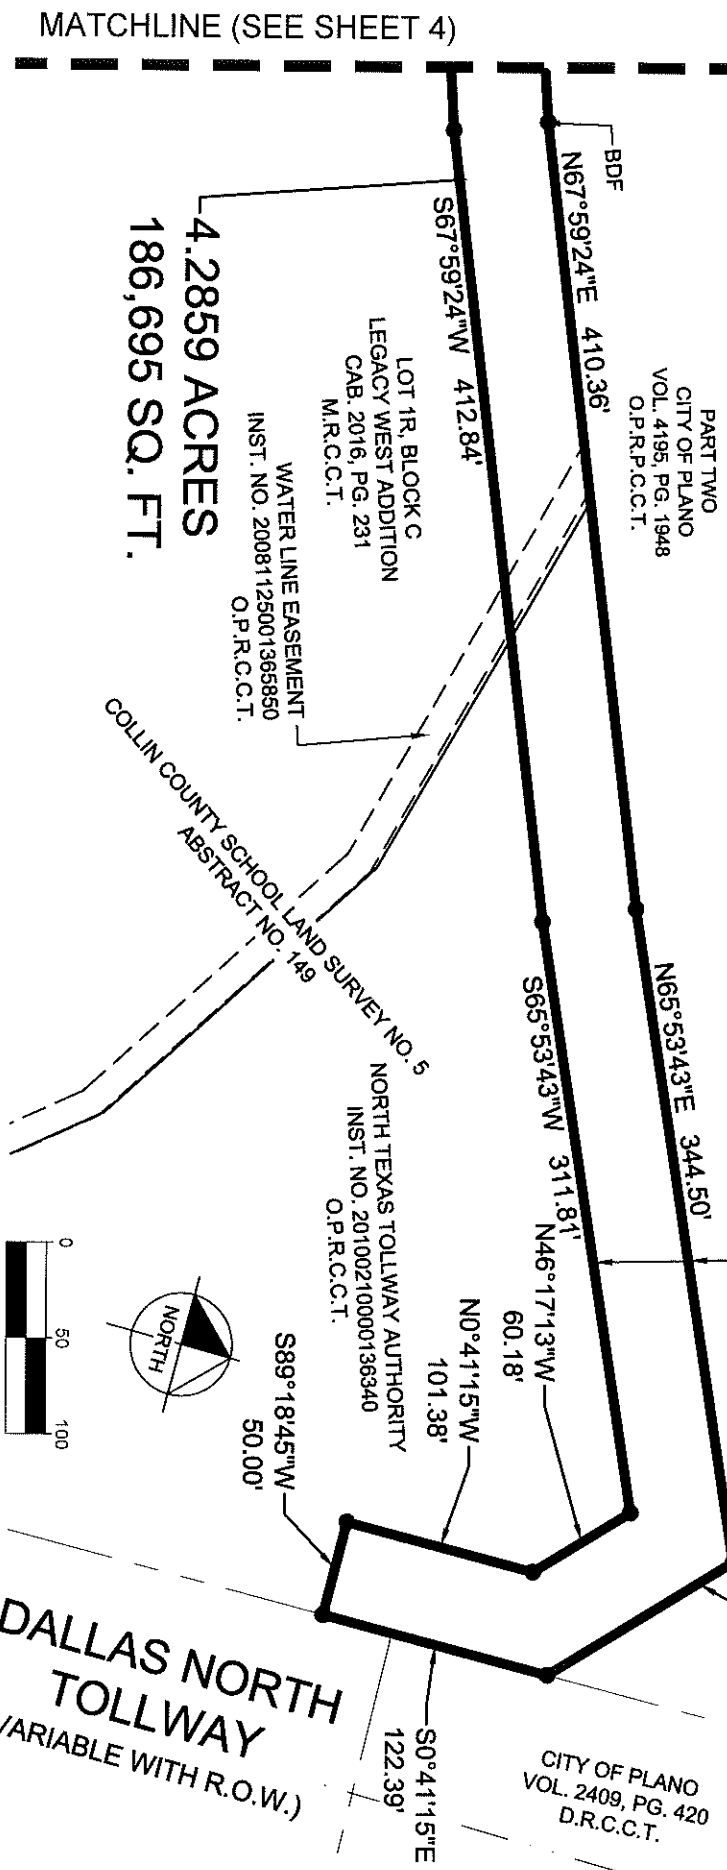 MATCHLINE (SEE SHEET 4)
BDF
N67°59'24"E 410.36'
S67°59'24"W 412.84'
PART TWO
CITY OF PLANO
VOL. 4195, PG. 1948
O.P.R.P.C.C.T.
4.2859 ACRES
186,695 SQ. FT.
LOT 1R, BLOCK C
LEGACY WEST ADDITION
CAB. 2016, PG. 231
M.R.C.C.T.
WATER LINE EASEMENT
INST. NO. 20081125001365850
O.P.R.C.C.T.
COLLIN COUNTY SCHOOL LAND SURVEY NO. 5
ABSTRACT NO. 149
N65°53'43"E 344.50'
S65°53'43"W 311.81'
NORTH TEXAS TOLLWAY AUTHORITY
INST. NO. 20100210000136340
O.P.R.C.C.T.
N46°17'13"W
60.18'
N0°41'15"W
101.38'
S89°18'45"W
50.00'
NORTH
0 50 100
DALLAS NORTH
TOLLWAY
VARIABLE WITH R.O.W.)
S0°41'15"E
122.39'
CITY OF PLANO
VOL. 2409, PG. 420
D.R.C.C.T.